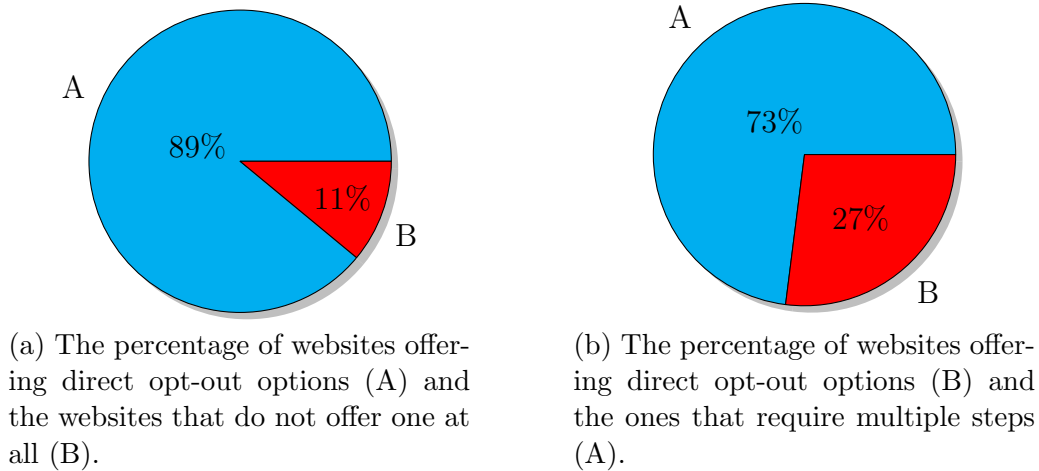 A
89%
11%
B
(a) The percentage of websites offer-
ing direct opt-out options (A) and
the websites that do not offer one at
all (B).
A
73%
27%
B
(b) The percentage of websites offer-
ing direct opt-out options (B) and
the ones that require multiple steps
(A).